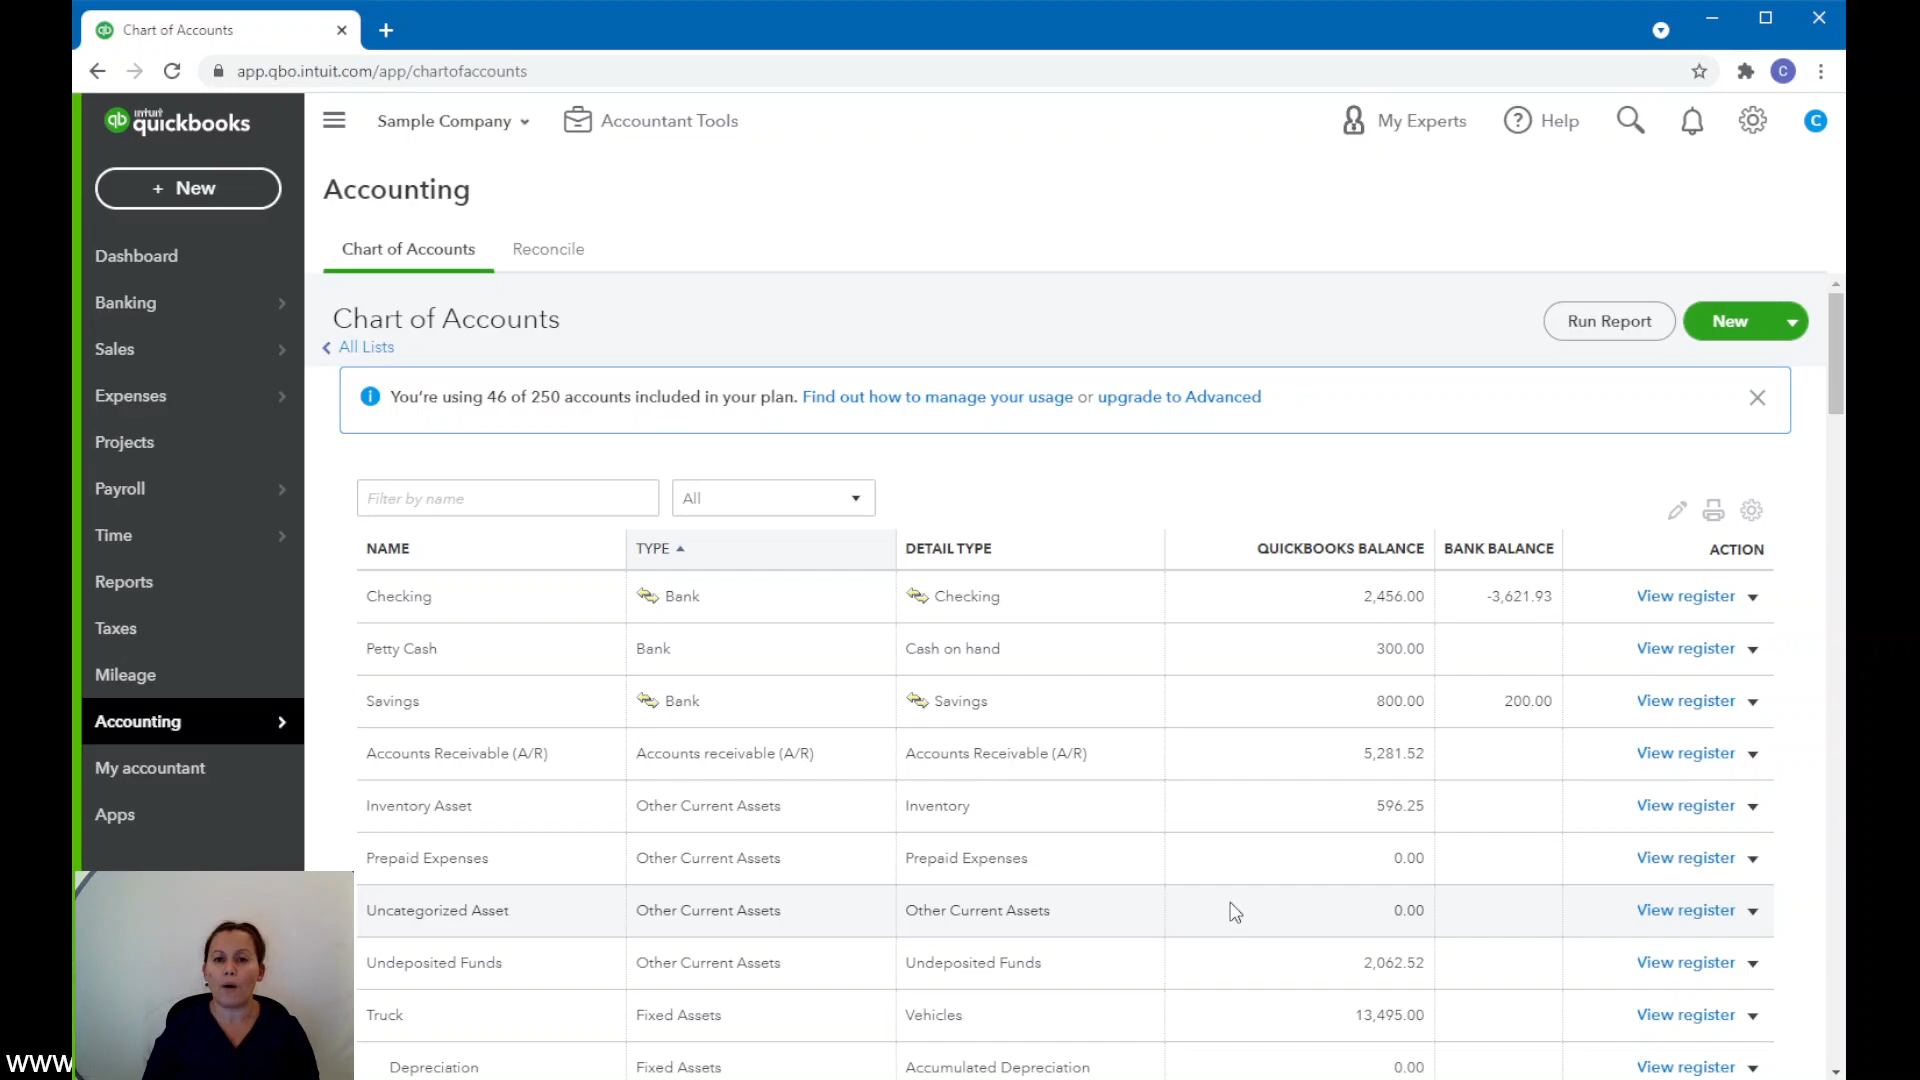 Chart of Accounts
app.qbo.intuit.com/app/chartofaccounts
C
intuit
qb quickbooks
Sample Company
Accountant Tools
My Experts
? Help
C
+ New
Accounting
Dashboard
Chart of Accounts Reconcile
Banking
Chart of Accounts
Run Report
New
Sales
All Lists
Expenses
You're using 46 of 250 accounts included in your plan. Find out how to manage your usage or upgrade to Advanced
Projects
Payroll
Filter by name
All
Time
NAME TYPE DETAIL TYPE QUICKBOOKS BALANCE BANK BALANCE ACTION
Reports
Checking Bank Checking 2,456.00 -3,621.93 View register
Taxes
Petty Cash Bank Cash on hand 300.00 View register
Mileage
Savings Bank Savings 800.00 200.00 View register
Accounting
Accounts Receivable (A/R) Accounts receivable (A/R) Accounts Receivable (A/R) 5,281.52 View register
My accountant
Inventory Asset Other Current Assets Inventory 596.25 View register
Apps
Prepaid Expenses Other Current Assets Prepaid Expenses 0.00 View register
Uncategorized Asset Other Current Assets Other Current Assets 0.00 View register
Undeposited Funds Other Current Assets Undeposited Funds 2,062.52 View register
Truck Fixed Assets Vehicles 13,495.00 View register
Depreciation Fixed Assets Accumulated Depreciation 0.00 View register
www